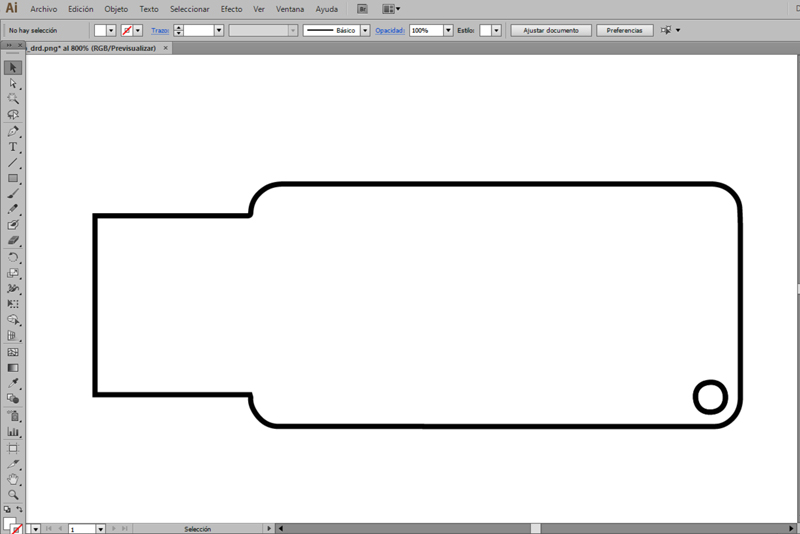 Ai Archivo Edición Objeto Texto Seleccionar Efecto Ver Ventana Ayuda Br
No hay selección Trazo: Básico Opacidad: 100% Estilo: Ajustar documento Preferencias
_drd.png* al 800% (RGB/Previsualizar) ×
T
1 Selección